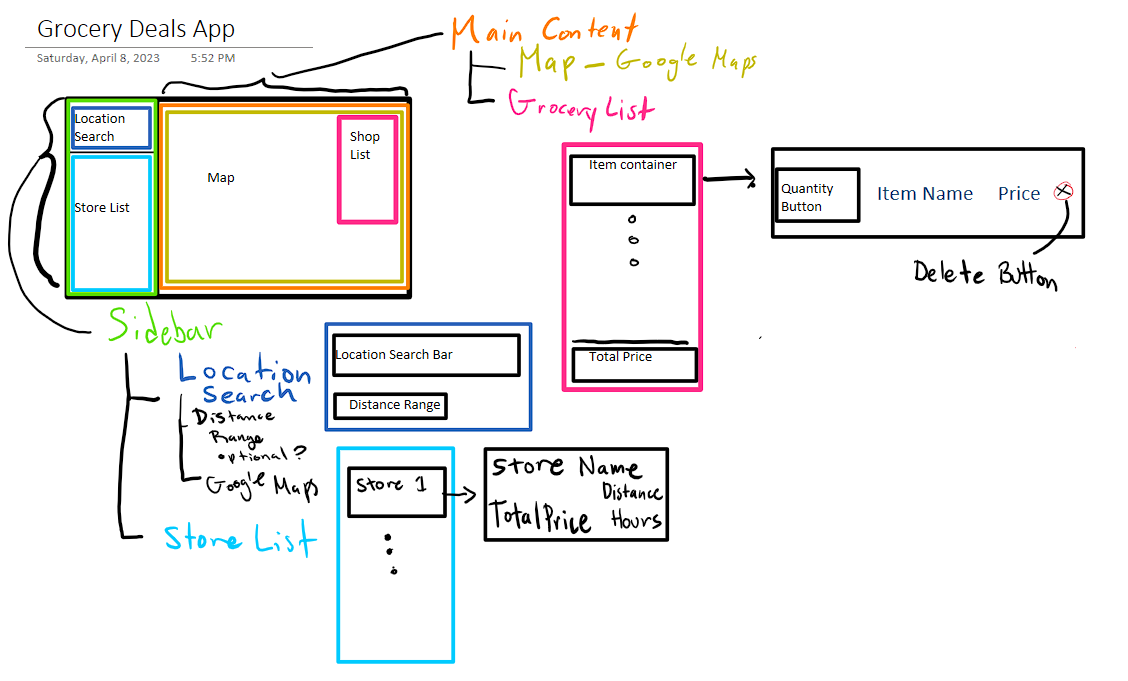 Grocery Deals App
Saturday, April 8, 2023 5:52 PM
Main Content
Map - Google Maps
Grocery List
Location
Search
Store List
Map
Shop
List
Item container
Total Price
Quantity
Button
Item Name Price
Delete Button
Sidebar
Location
Search
Distance
Range
optional?
Google Maps
Store List
Location Search Bar
Distance Range
Store 1
Store Name
Distance
Total Price Hours